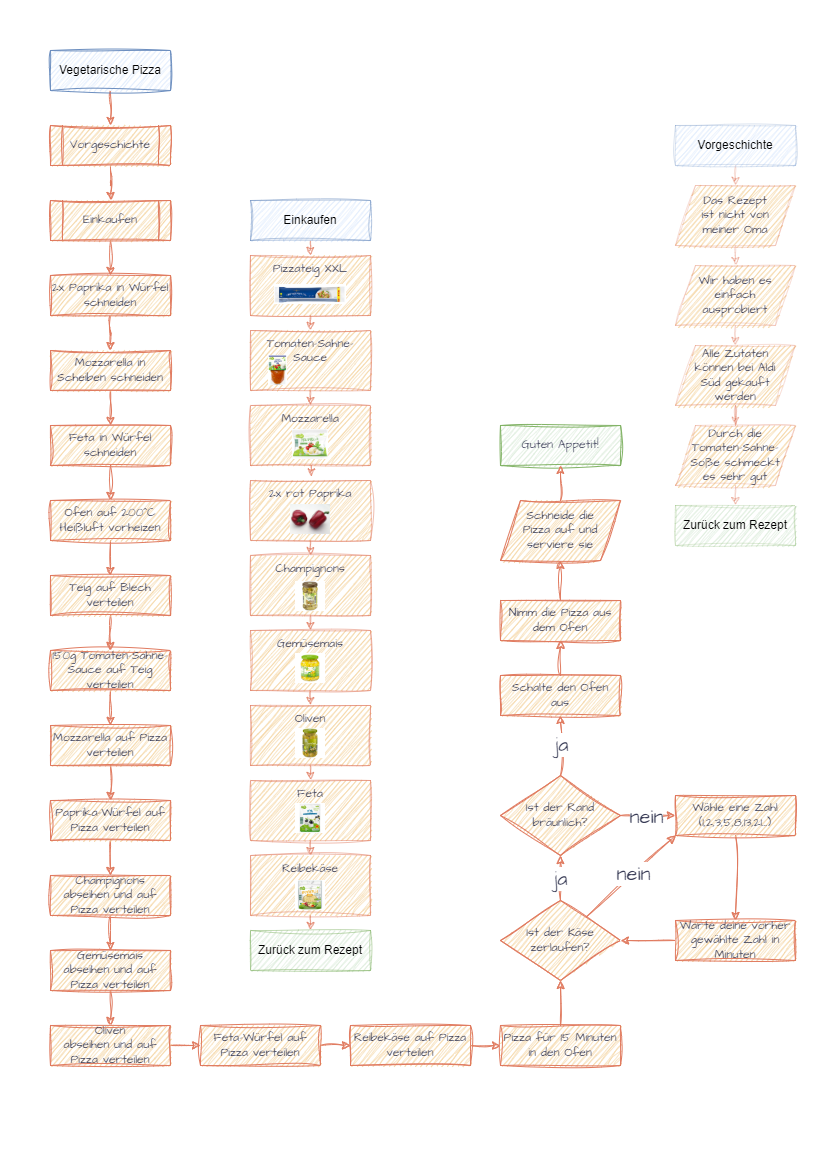 Vegetarische Pizza
Vorgeschichte
Einkaufen
2x Paprika in Würfel
schneiden
Mozzarella in
Scheiben schneiden
Feta in Würfel
schneiden
Ofen auf 200°C
Heißluft vorheizen
Teig auf Blech
verteilen
150g Tomaten-Sahne-
Sauce auf Teig
verteilen
Mozzarella auf Pizza
verteilen
Paprika-Würfel auf
Pizza verteilen
Champignons
abseihen und auf
Pizza verteilen
Gemüsemais
abseihen und auf
Pizza verteilen
Oliven
abseihen und auf
Pizza verteilen
Feta-Würfel auf
Pizza verteilen
Reibekäse auf Pizza
verteilen
Pizza für 15 Minuten
in den Ofen
Ist der Käse
zerlaufen?
ja
nein
Ist der Rand
bräunlich?
nein
ja
Wähle eine Zahl
(1,2,3,5,8,13,21,..)
Warte deine vorher
gewählte Zahl in
Minuten
Schalte den Ofen
aus
Nimm die Pizza aus
dem Ofen
Schneide die
Pizza auf und
serviere sie
Guten Appetit!
Einkaufen
Pizzateig XXL
Tomaten-Sahne-
Sauce
Mozzarella
2x rot Paprika
Champignons
Gemüsemais
Oliven
Feta
Reibekäse
Zurück zum Rezept
Vorgeschichte
Das Rezept
ist nicht von
meiner Oma
Wir haben es
einfach
ausprobiert
Alle Zutaten
können bei Aldi
Süd gekauft
werden
Durch die
Tomaten-Sahne-
Soße schmeckt
es sehr gut
Zurück zum Rezept